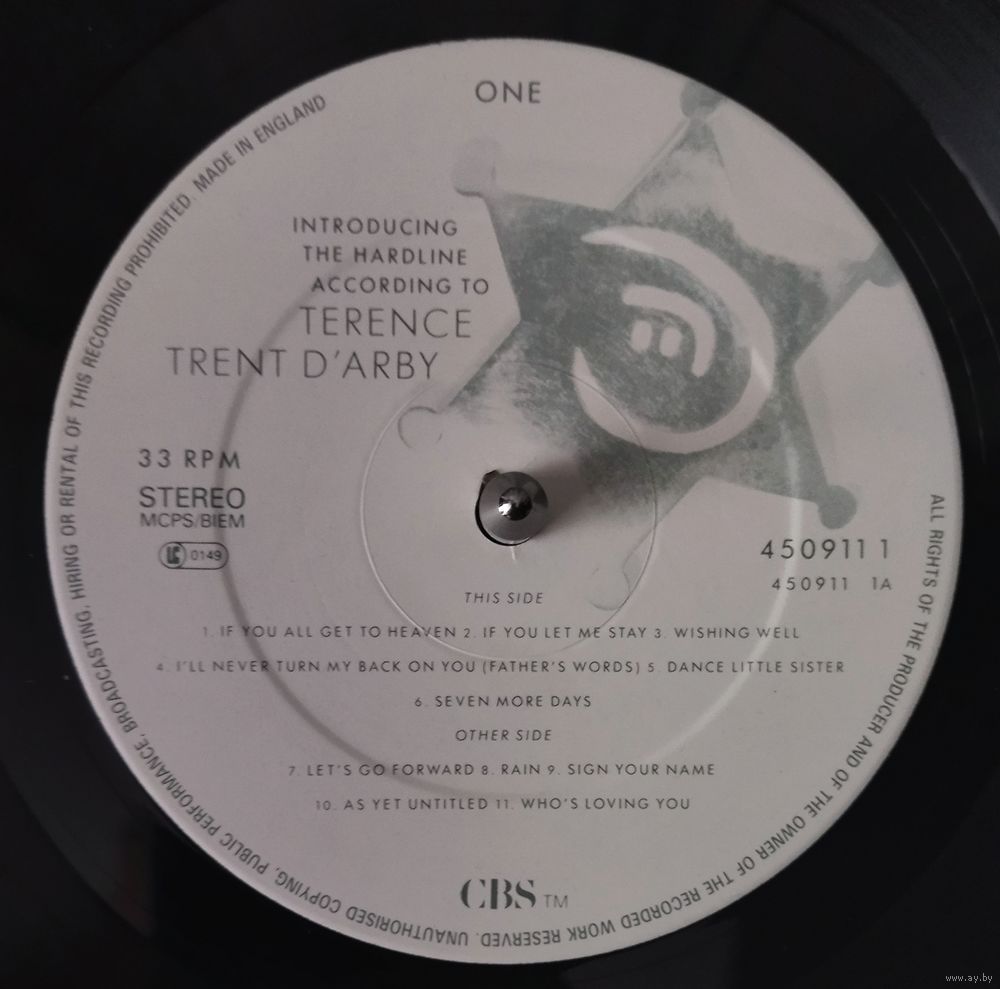 ONE
INTRODUCING
THE HARDLINE
ACCORDING TO
TERENCE
TRENT D'ARBY
33 RPM
STEREO
MCPS/BIEM
LC 0149
450911 1
450911 1A
THIS SIDE
1. IF YOU ALL GET TO HEAVEN 2. IF YOU LET ME STAY 3. WISHING WELL
4. I'LL NEVER TURN MY BACK ON YOU (FATHER'S WORDS) 5. DANCE LITTLE SISTER
6. SEVEN MORE DAYS
OTHER SIDE
7. LET'S GO FORWARD 8. RAIN 9. SIGN YOUR NAME
10. AS YET UNTITLED 11. WHO'S LOVING YOU
CBS TM
ALL RIGHTS OF THE PRODUCER AND OF THE OWNER OF THE RECORDED WORK RESERVED. UNAUTHORISED COPYING, PUBLIC PERFORMANCE, BROADCASTING, HIRING OR RENTAL OF THIS RECORDING PROHIBITED. MADE IN ENGLAND
www.ay.by